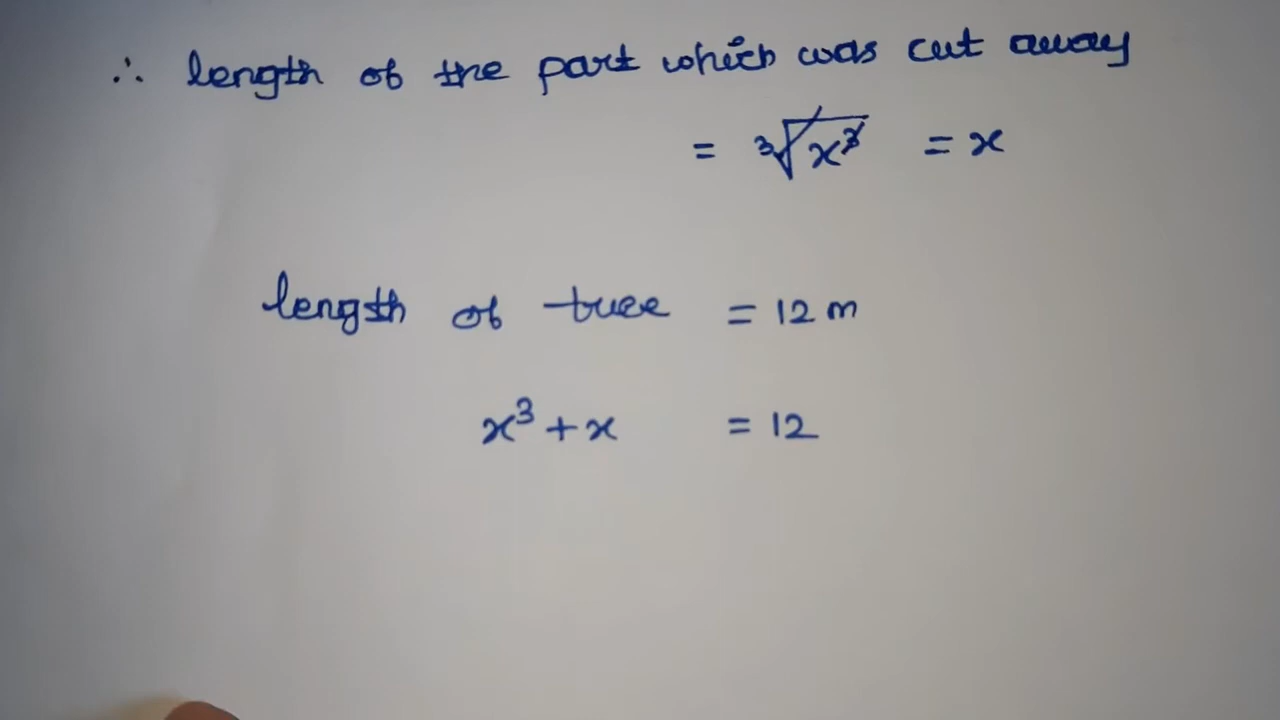 ∴ length of the part which was cut away
= ∛x³ = x
length of tree = 12 m
x³ + x = 12